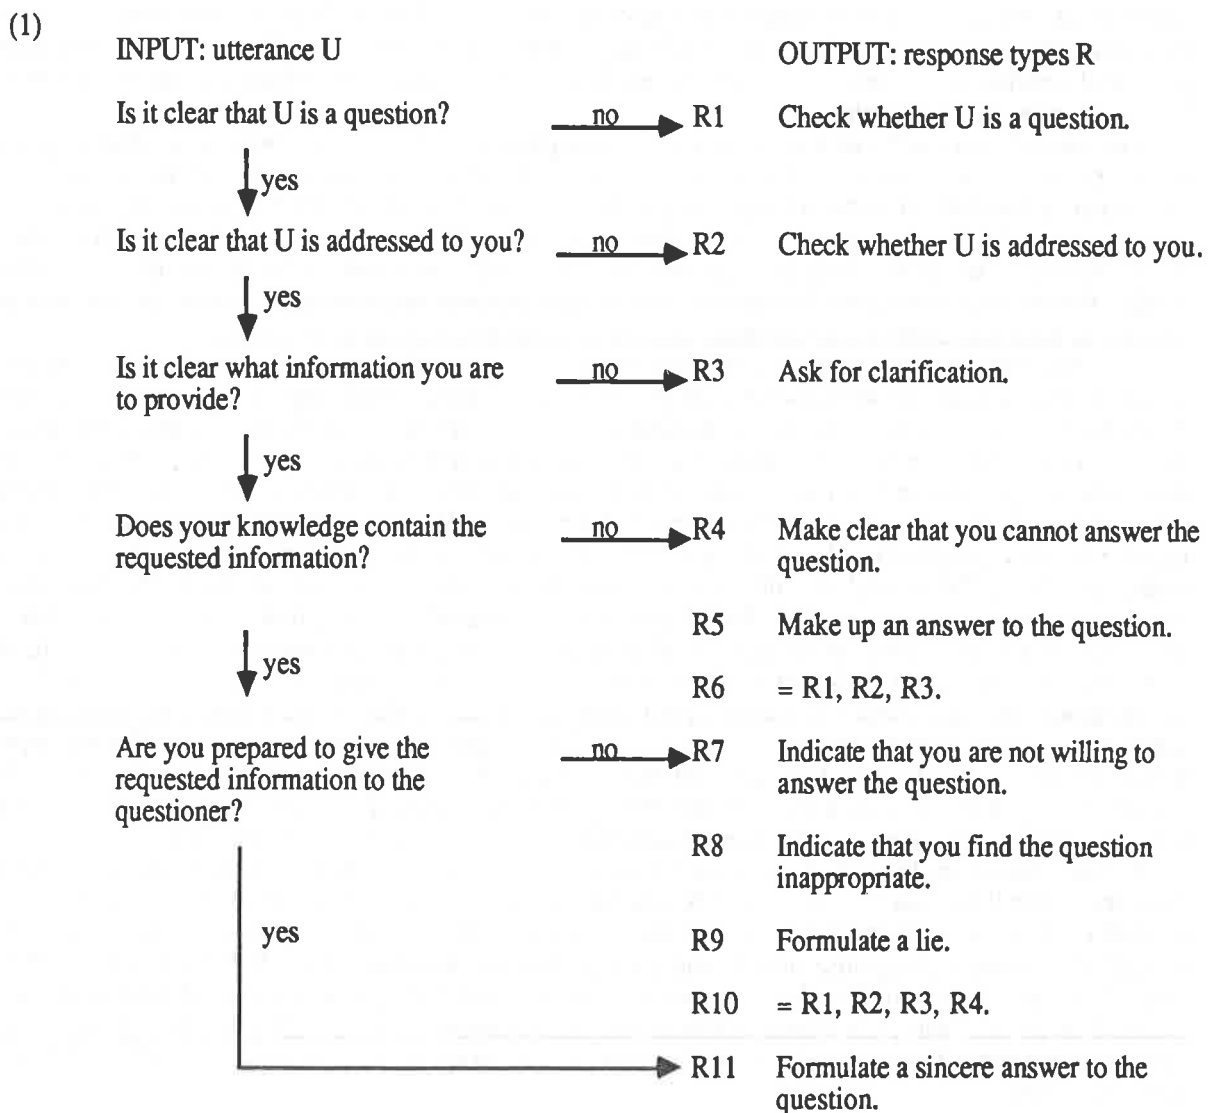 (1)
INPUT: utterance U OUTPUT: response types R
Is it clear that U is a question? no R1 Check whether U is a question.
yes
Is it clear that U is addressed to you? no R2 Check whether U is addressed to you.
yes
Is it clear what information you are no R3 Ask for clarification.
to provide?
yes
Does your knowledge contain the no R4 Make clear that you cannot answer the
requested information? question.
R5 Make up an answer to the question.
yes
R6 = R1, R2, R3.
Are you prepared to give the no R7 Indicate that you are not willing to
requested information to the answer the question.
questioner?
R8 Indicate that you find the question
inappropriate.
yes R9 Formulate a lie.
R10 = R1, R2, R3, R4.
R11 Formulate a sincere answer to the
question.